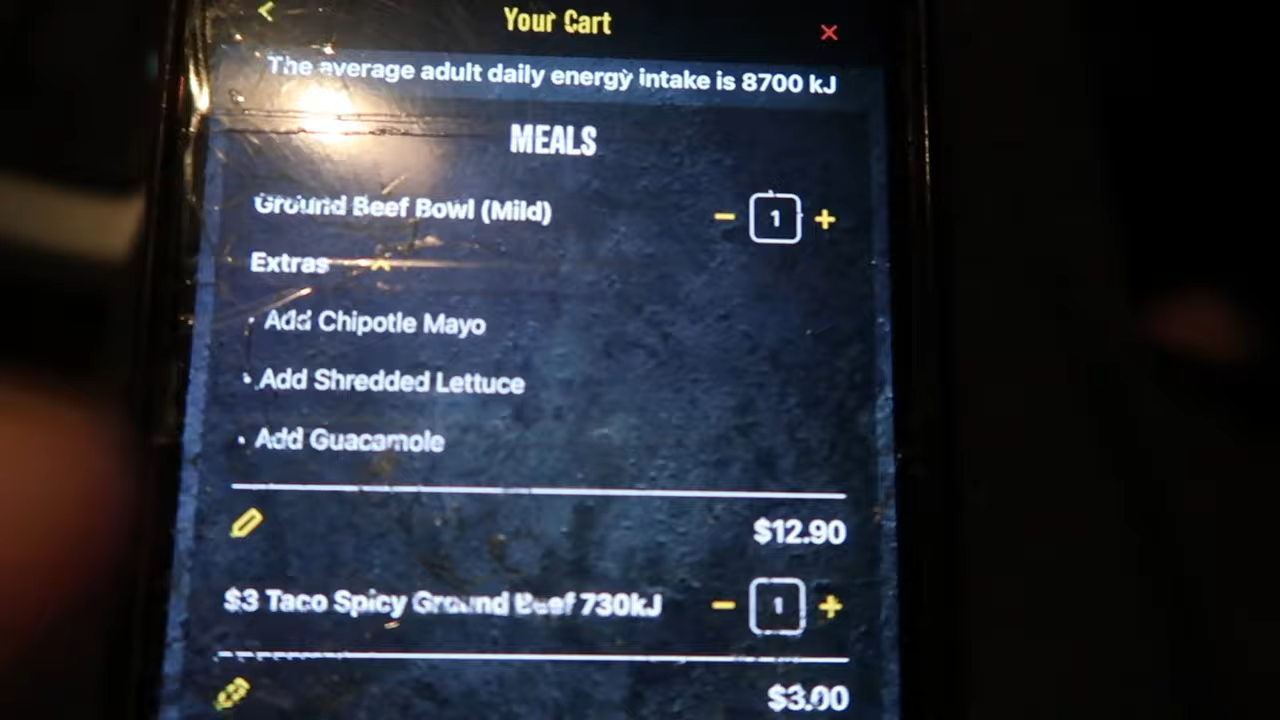 Your Cart
The average adult daily energy intake is 8700 kJ
MEALS
Ground Beef Bowl (Mild) - 1 +
Extras
· Add Chipotle Mayo
· Add Shredded Lettuce
· Add Guacamole
$12.90
$3 Taco Spicy Ground Beef 730kJ - 1 +
$3.00